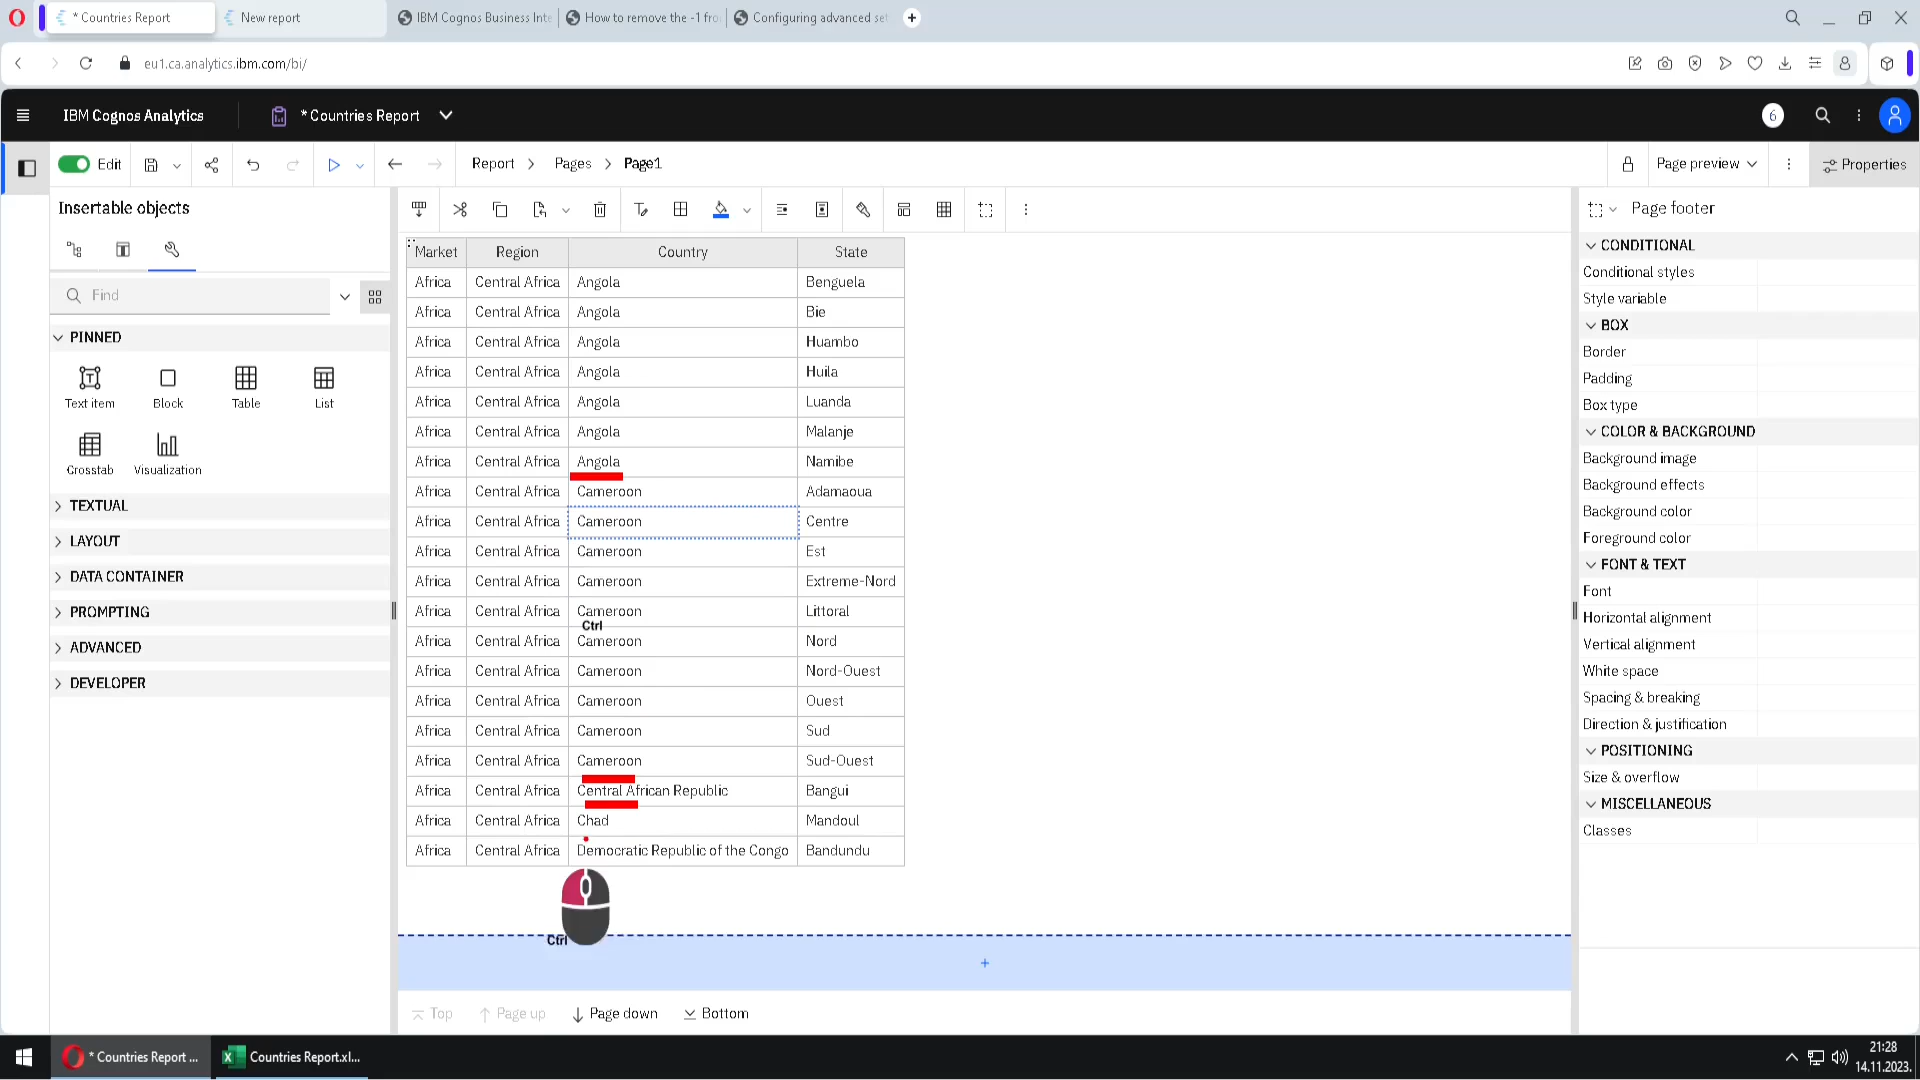 * Countries Report
New report
IBM Cognos Business Inte
How to remove the -1 fro
Configuring advanced set
eu1.ca.analytics.ibm.com/bi/
IBM Cognos Analytics
* Countries Report
6
Edit
Report
Pages
Page1
Page preview
Properties
Insertable objects
Page footer
Find
PINNED
Text item
Block
Table
List
Crosstab
Visualization
TEXTUAL
LAYOUT
DATA CONTAINER
PROMPTING
ADVANCED
DEVELOPER
Market Region Country State
Africa Central Africa Angola Benguela
Africa Central Africa Angola Bie
Africa Central Africa Angola Huambo
Africa Central Africa Angola Huila
Africa Central Africa Angola Luanda
Africa Central Africa Angola Malanje
Africa Central Africa Angola Namibe
Africa Central Africa Cameroon Adamaoua
Africa Central Africa Cameroon Centre
Africa Central Africa Cameroon Est
Africa Central Africa Cameroon Extreme-Nord
Africa Central Africa Cameroon Littoral
Ctrl
Africa Central Africa Cameroon Nord
Africa Central Africa Cameroon Nord-Ouest
Africa Central Africa Cameroon Ouest
Africa Central Africa Cameroon Sud
Africa Central Africa Cameroon Sud-Ouest
Africa Central Africa Central African Republic Bangui
Africa Central Africa Chad Mandoul
Africa Central Africa Democratic Republic of the Congo Bandundu
Ctrl
+
Top
Page up
Page down
Bottom
CONDITIONAL
Conditional styles
Style variable
BOX
Border
Padding
Box type
COLOR & BACKGROUND
Background image
Background effects
Background color
Foreground color
FONT & TEXT
Font
Horizontal alignment
Vertical alignment
White space
Spacing & breaking
Direction & justification
POSITIONING
Size & overflow
MISCELLANEOUS
Classes
* Countries Report ...
Countries Report.xl...
21:28
14.11.2023.